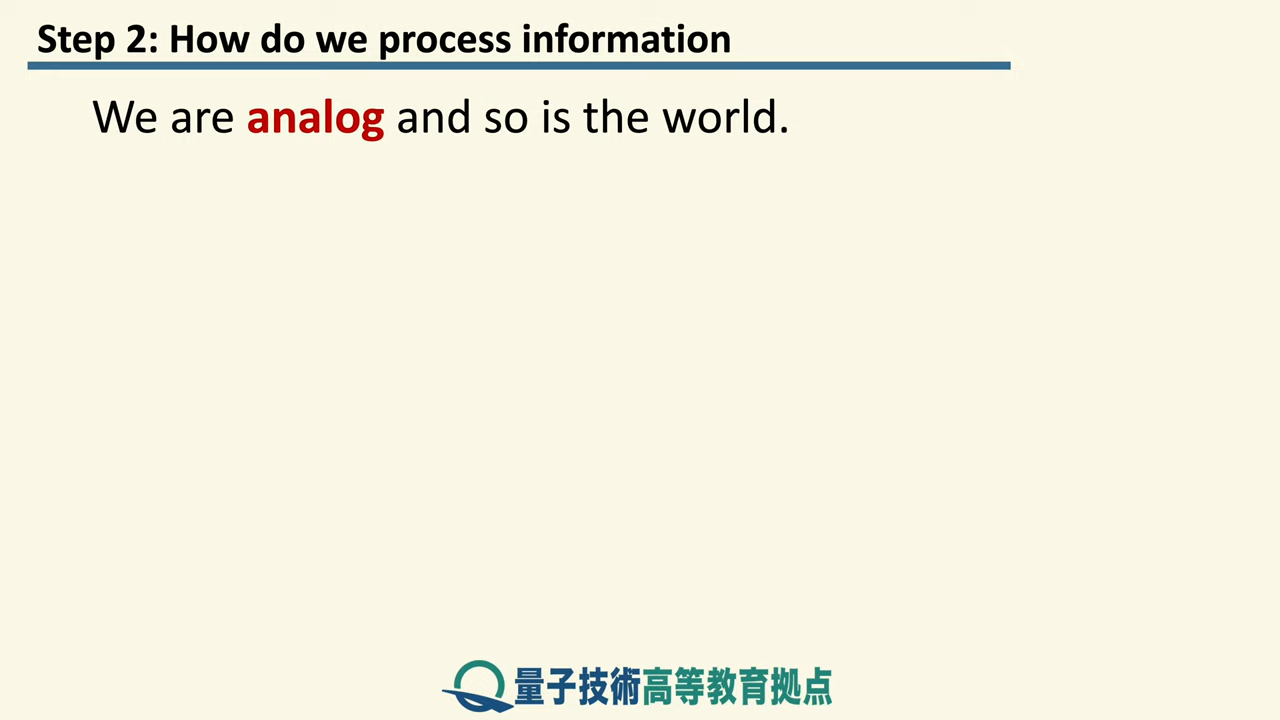 Step 2: How do we process information
We are analog and so is the world.
量子技術高等教育拠点